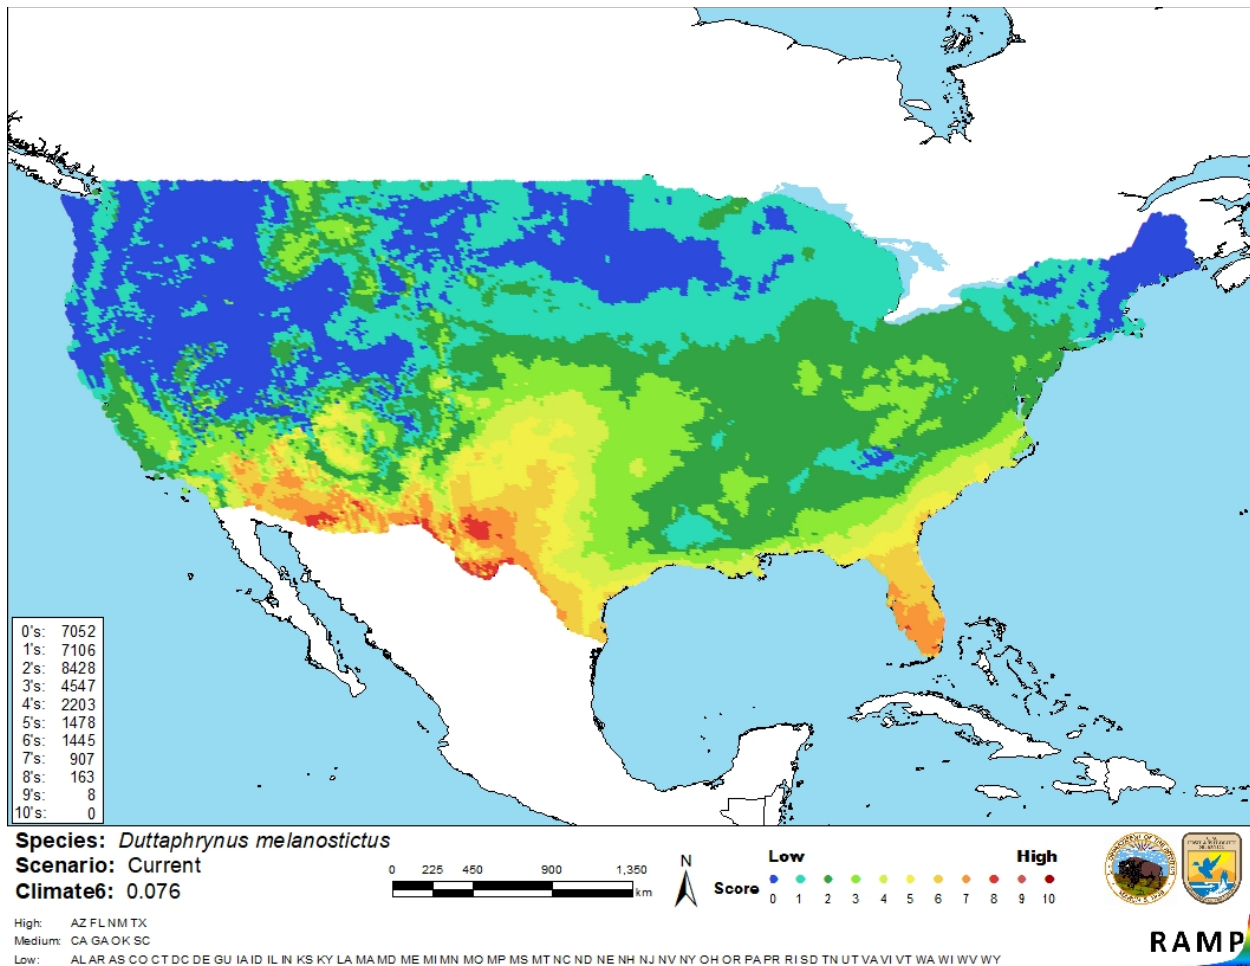 0's: 7052
1's: 7106
2's: 8428
3's: 4547
4's: 2203
5's: 1478
6's: 1445
7's: 907
8's: 163
9's: 8
10's: 0
Species: Duttaphrynus melanostictus
Scenario: Current
Climate6: 0.076
0 225 450 900 1,350
km
N
Low High
Score
0 1 2 3 4 5 6 7 8 9 10
High: AZ FL NM TX
Medium: CA GA OK SC
Low: AL AR AS CO CT DC DE GU IA ID IL IN KS KY LA MA MD ME MI MN MO MP MS MT NC ND NE NH NJ NV NY OH OR PA PR RI SD TN UT VA VI VT WA WI WV WY
RAMP